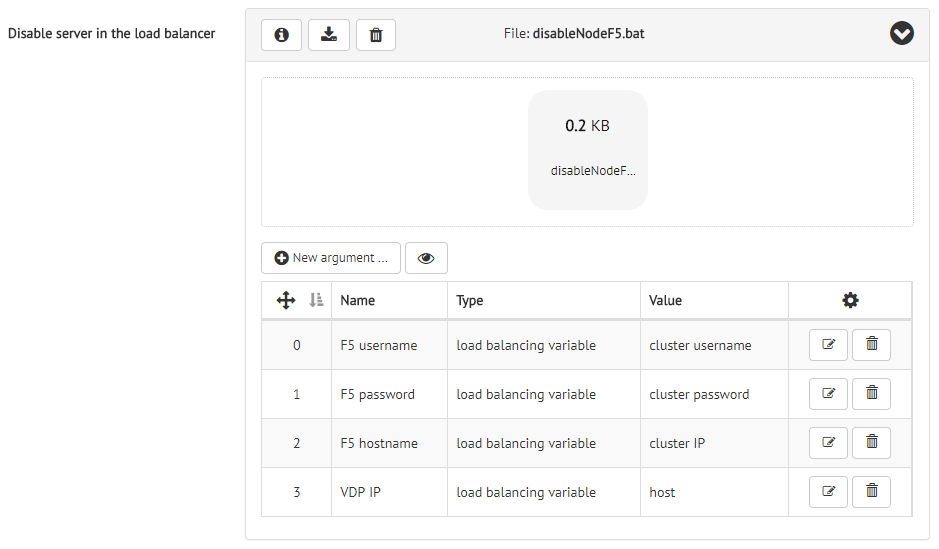 Disable server in the load balancer
File: disableNodeF5.bat
0.2 KB
disableNodeF...
New argument ...
Name Type Value
0 F5 username load balancing variable cluster username
1 F5 password load balancing variable cluster password
2 F5 hostname load balancing variable cluster IP
3 VDP IP load balancing variable host